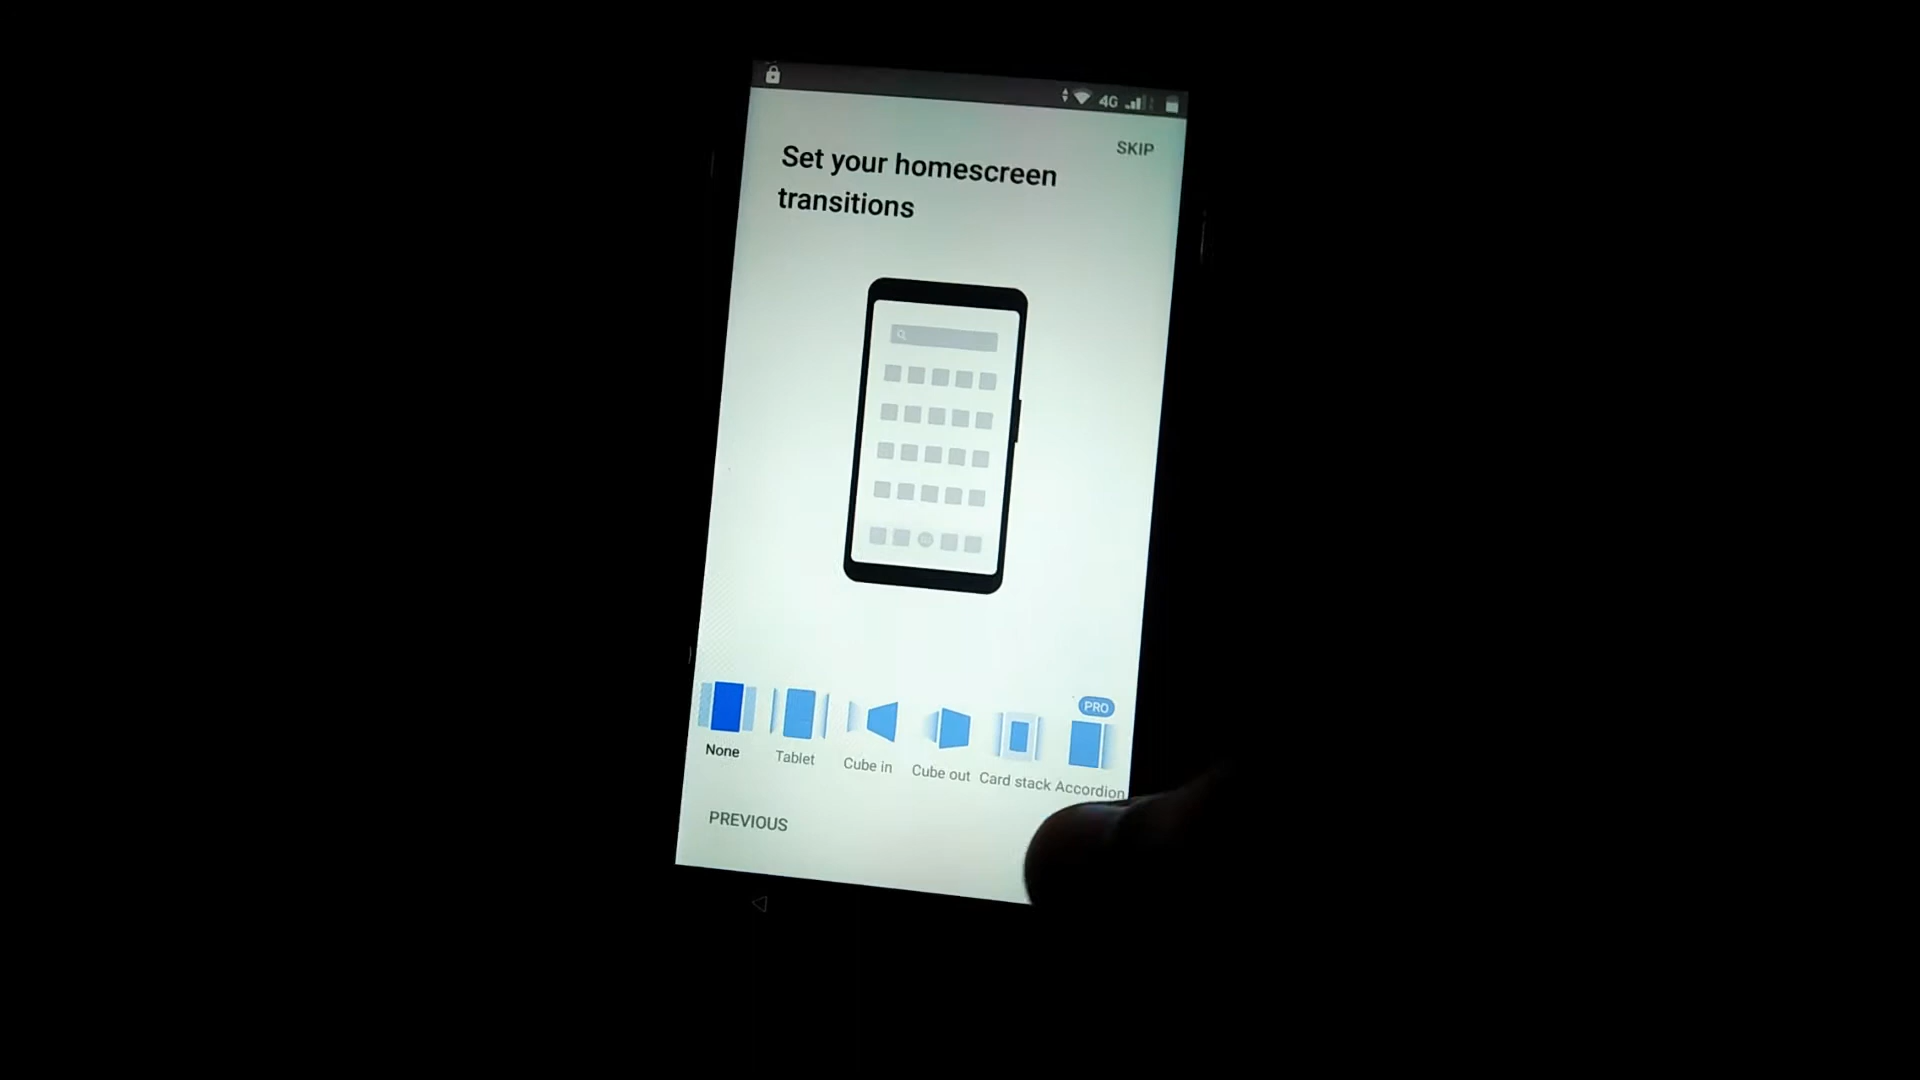 4G
SKIP
Set your homescreen
transitions
PRO
None Tablet Cube in Cube out Card stack Accordion
PREVIOUS